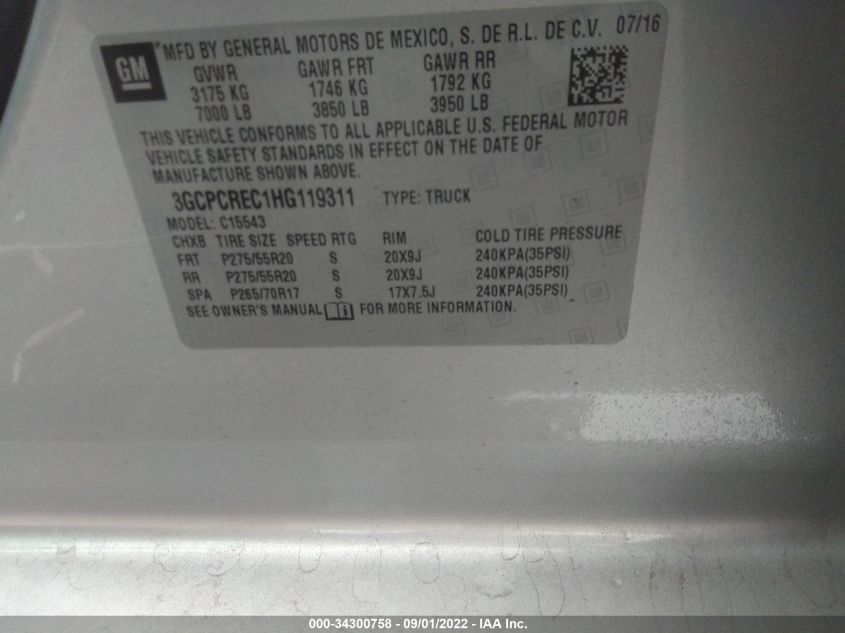 GM
MFD BY GENERAL MOTORS DE MEXICO, S. DE R.L. DE C.V. 07/16
GVWR GAWR FRT GAWR RR
3175 KG 1746 KG 1792 KG
7000 LB 3850 LB 3950 LB
THIS VEHICLE CONFORMS TO ALL APPLICABLE U.S. FEDERAL MOTOR
VEHICLE SAFETY STANDARDS IN EFFECT ON THE DATE OF
MANUFACTURE SHOWN ABOVE.
3GCPCREC1HG119311 TYPE: TRUCK
MODEL: C15543
CHXB TIRE SIZE SPEED RTG RIM COLD TIRE PRESSURE
FRT P275/55R20 S 20X9J 240KPA(35PSI)
RR P275/55R20 S 20X9J 240KPA(35PSI)
SPA P265/70R17 S 17X7.5J 240KPA(35PSI)
SEE OWNER'S MANUAL FOR MORE INFORMATION.
000-34300758 - 09/01/2022 - IAA Inc.